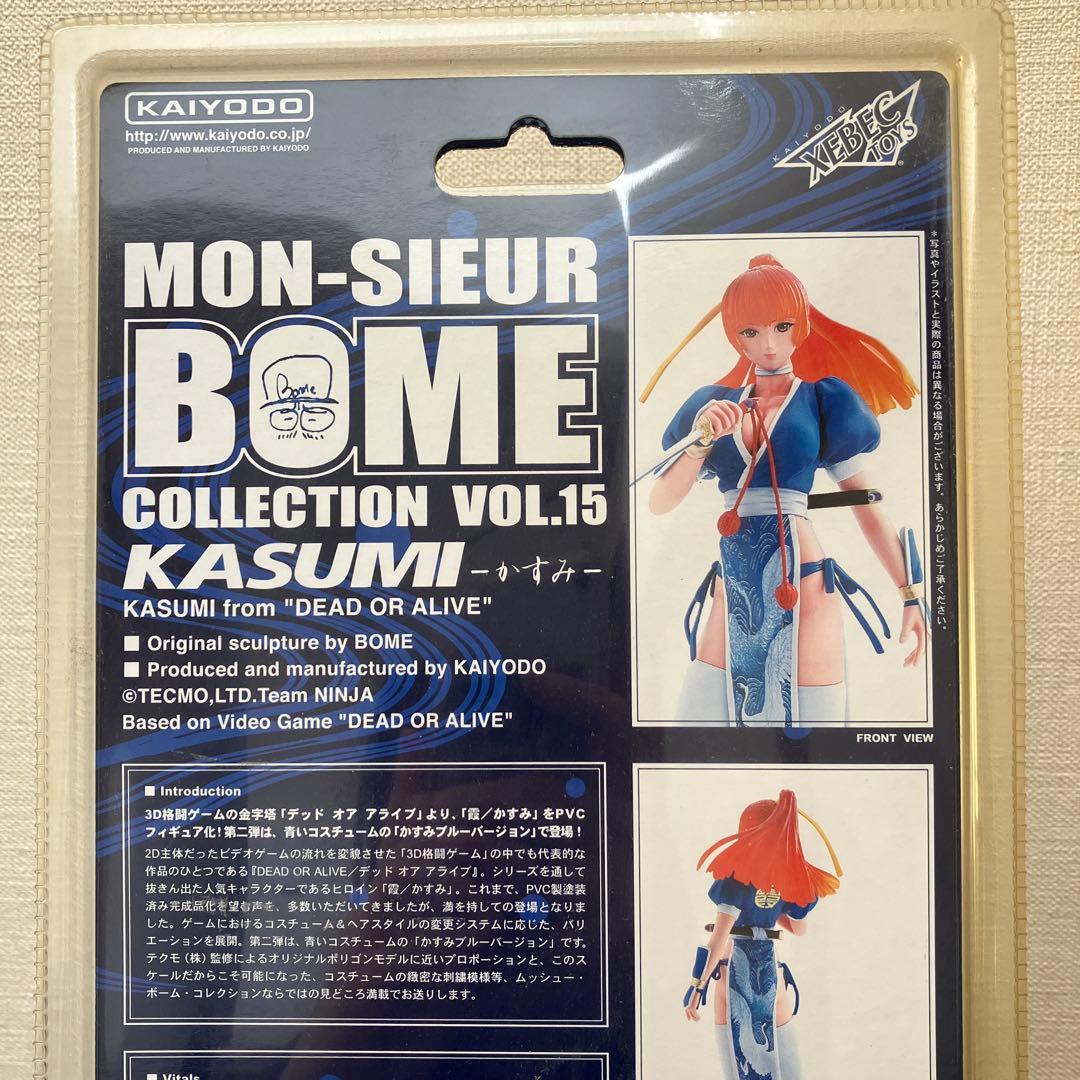 KAIYODO
http://www.kaiyodo.co.jp/
PRODUCED AND MANUFACTURED BY KAIYODO
KAIYODO
XEBEC
TOYS
MON-SIEUR
BOME
Bome
COLLECTION VOL.15
KASUMI -かすみ-
KASUMI from "DEAD OR ALIVE"
■ Original sculpture by BOME
■ Produced and manufactured by KAIYODO
©TECMO,LTD.Team NINJA
Based on Video Game "DEAD OR ALIVE"
*写真やイラストと実際の商品は異なる場合がございます。あらかじめご了承ください。
FRONT VIEW
■ Introduction
3D格闘ゲームの金字塔「デッド オア アライブ」より、「霞／かすみ」をPVC
フィギュア化！第二弾は、青いコスチュームの「かすみブルーバージョン」で登場！
2D主体だったビデオゲームの流れを変貌させた「3D格闘ゲーム」の中でも代表的な
作品のひとつである『DEAD OR ALIVE／デッド オア アライブ』。シリーズを通して
抜きん出た人気キャラクターであるヒロイン「霞／かすみ」。これまで、PVC製塗装
済み完成品化を望む声を、多数いただいてきましたが、満を持しての登場となりま
した。ゲームにおけるコスチューム＆ヘアスタイルの変更システムに応じた、バリ
エーションを展開。第二弾は、青いコスチュームの「かすみブルーバージョン」です。
テクモ（株）監修によるオリジナルポリゴンモデルに近いプロポーションと、このス
ケールだからこそ可能になった、コスチュームの緻密な刺繍模様等、ムッシュー・
ボーム・コレクションならではの見どころ満載でお送りします。
■ Vitals